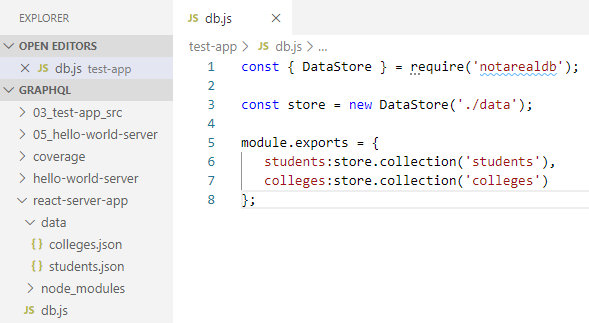 EXPLORER
OPEN EDITORS
JS db.js test-app
GRAPHQL
03_test-app_src
05_hello-world-server
coverage
hello-world-server
react-server-app
data
{} colleges.json
{} students.json
node_modules
JS db.js
JS db.js
test-app > JS db.js > ...
1 const { DataStore } = require('notarealdb');
2
3 const store = new DataStore('./data');
4
5 module.exports = {
6 students:store.collection('students'),
7 colleges:store.collection('colleges')
8 };